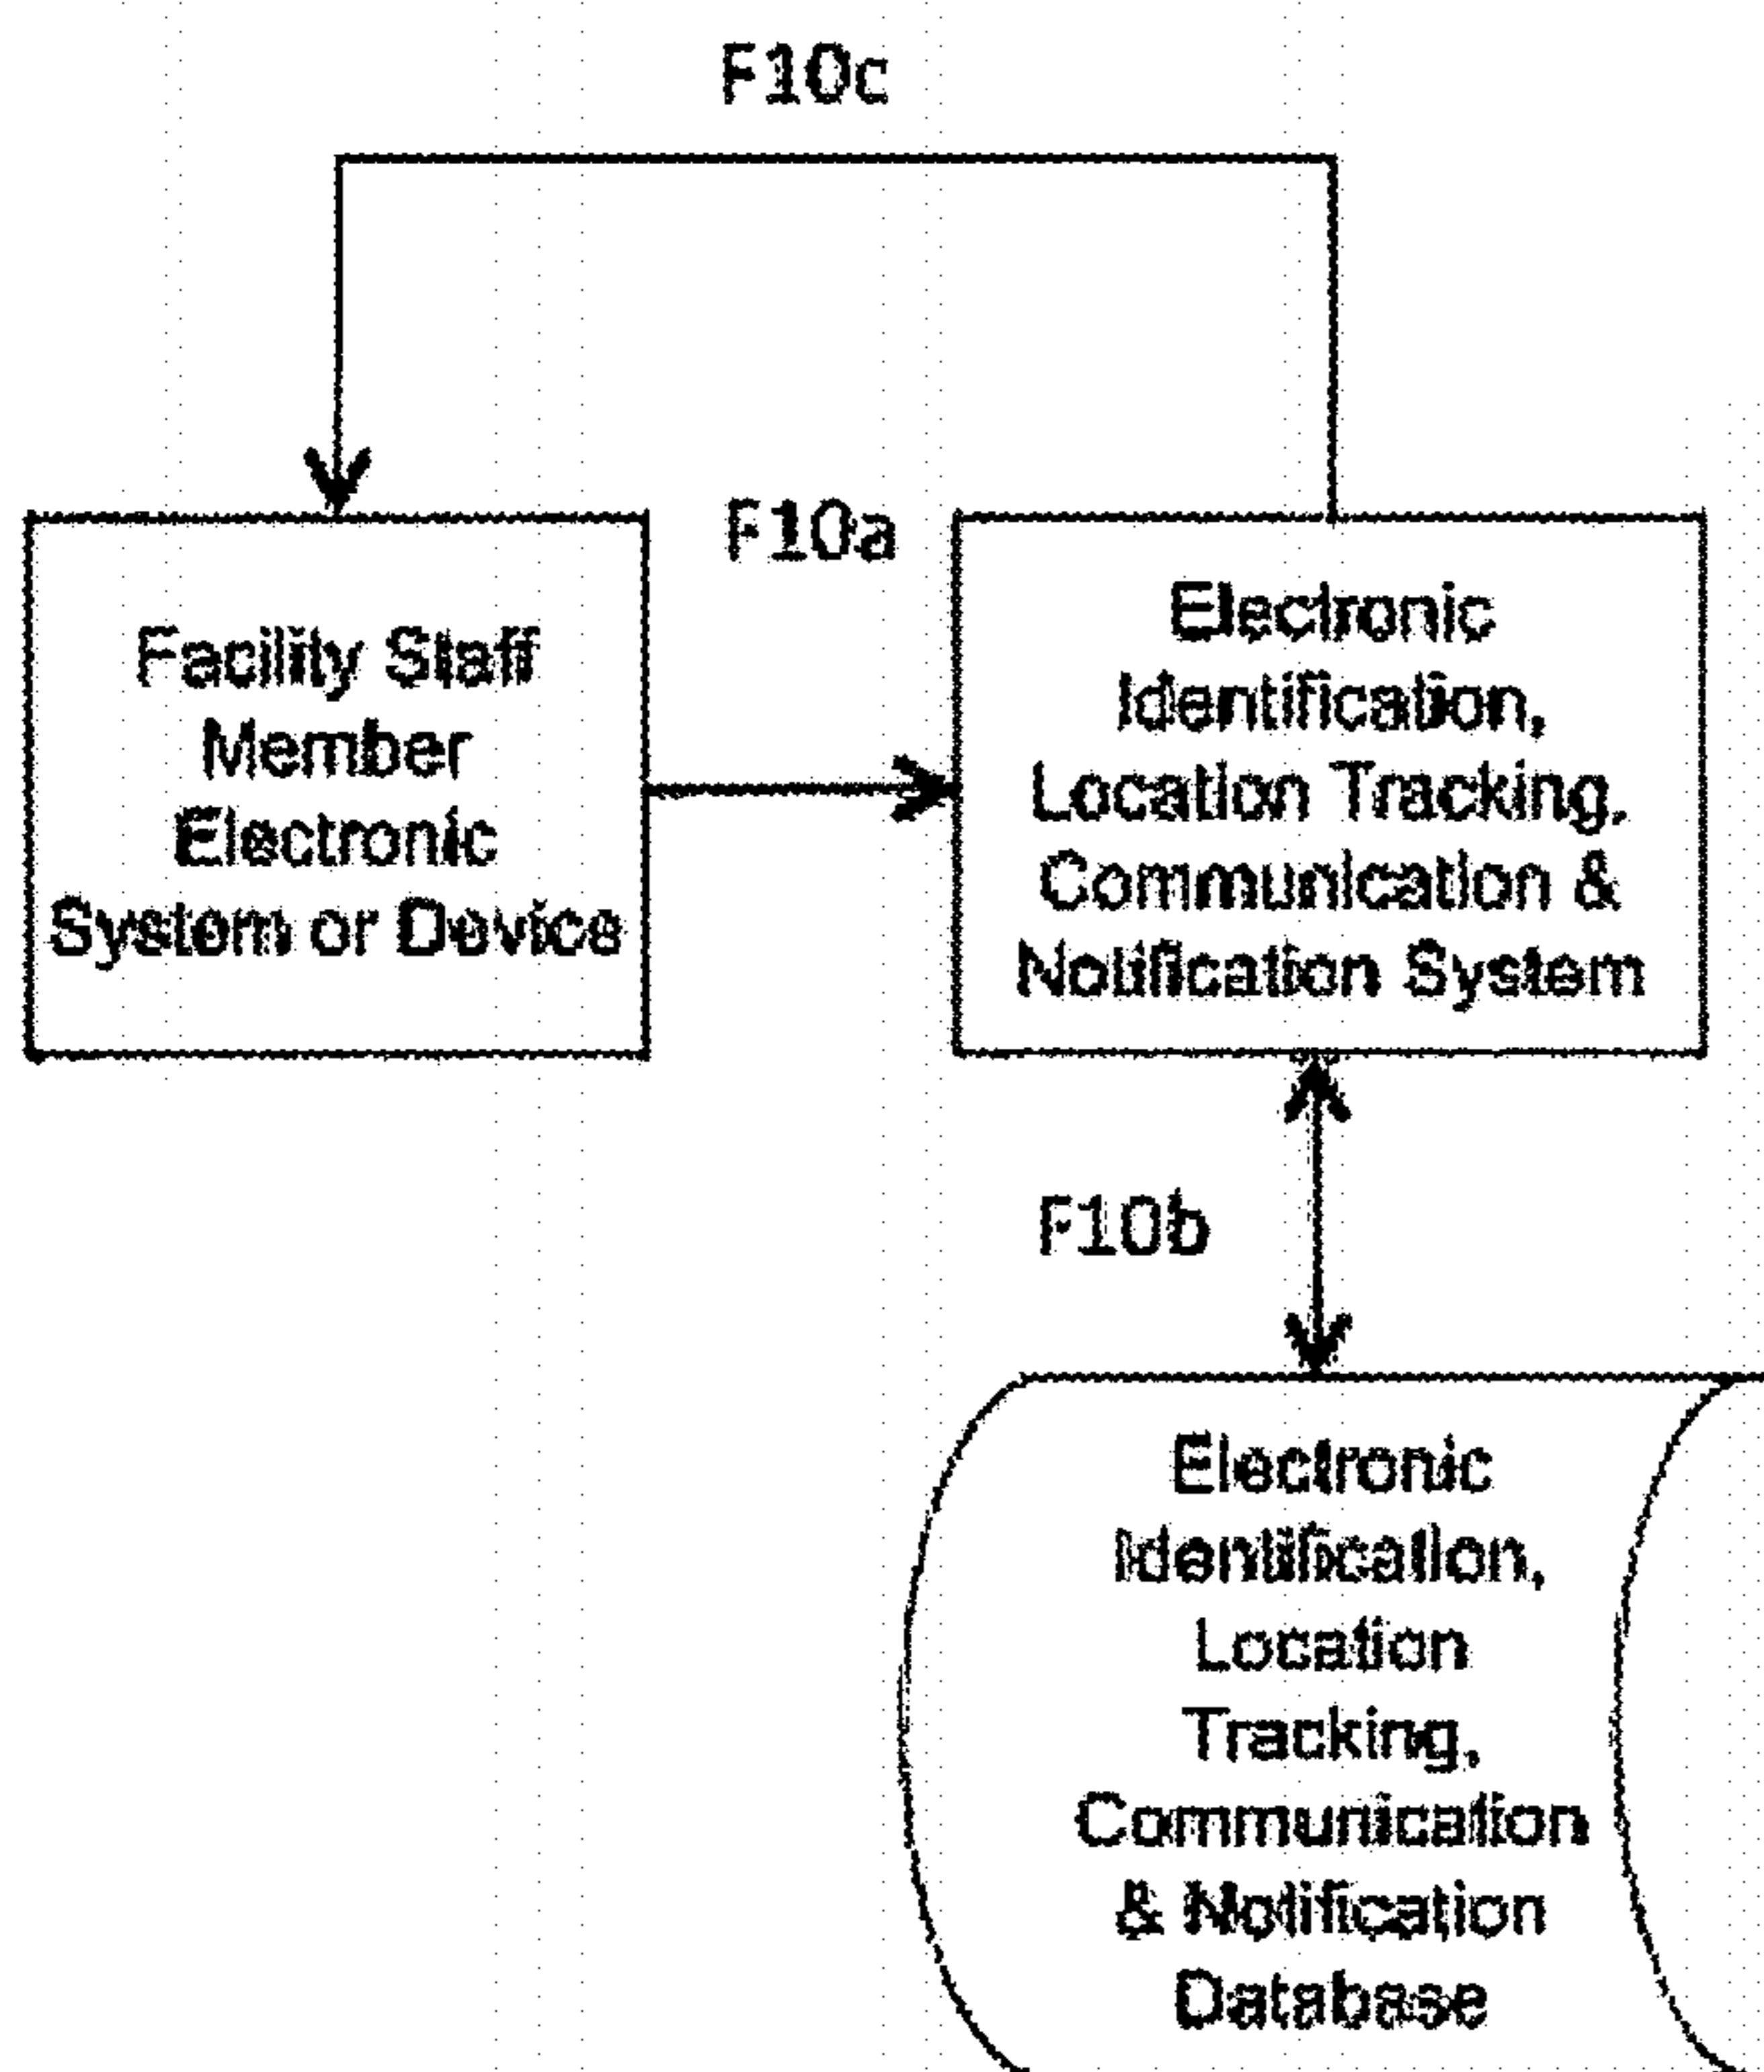 F10c
F10a
Facility Staff
Member
Electronic
System or Device
Electronic
Identification,
Location Tracking,
Communication &
Notification System
F10b
Electronic
Identification,
Location
Tracking,
Communication
& Notification
Database